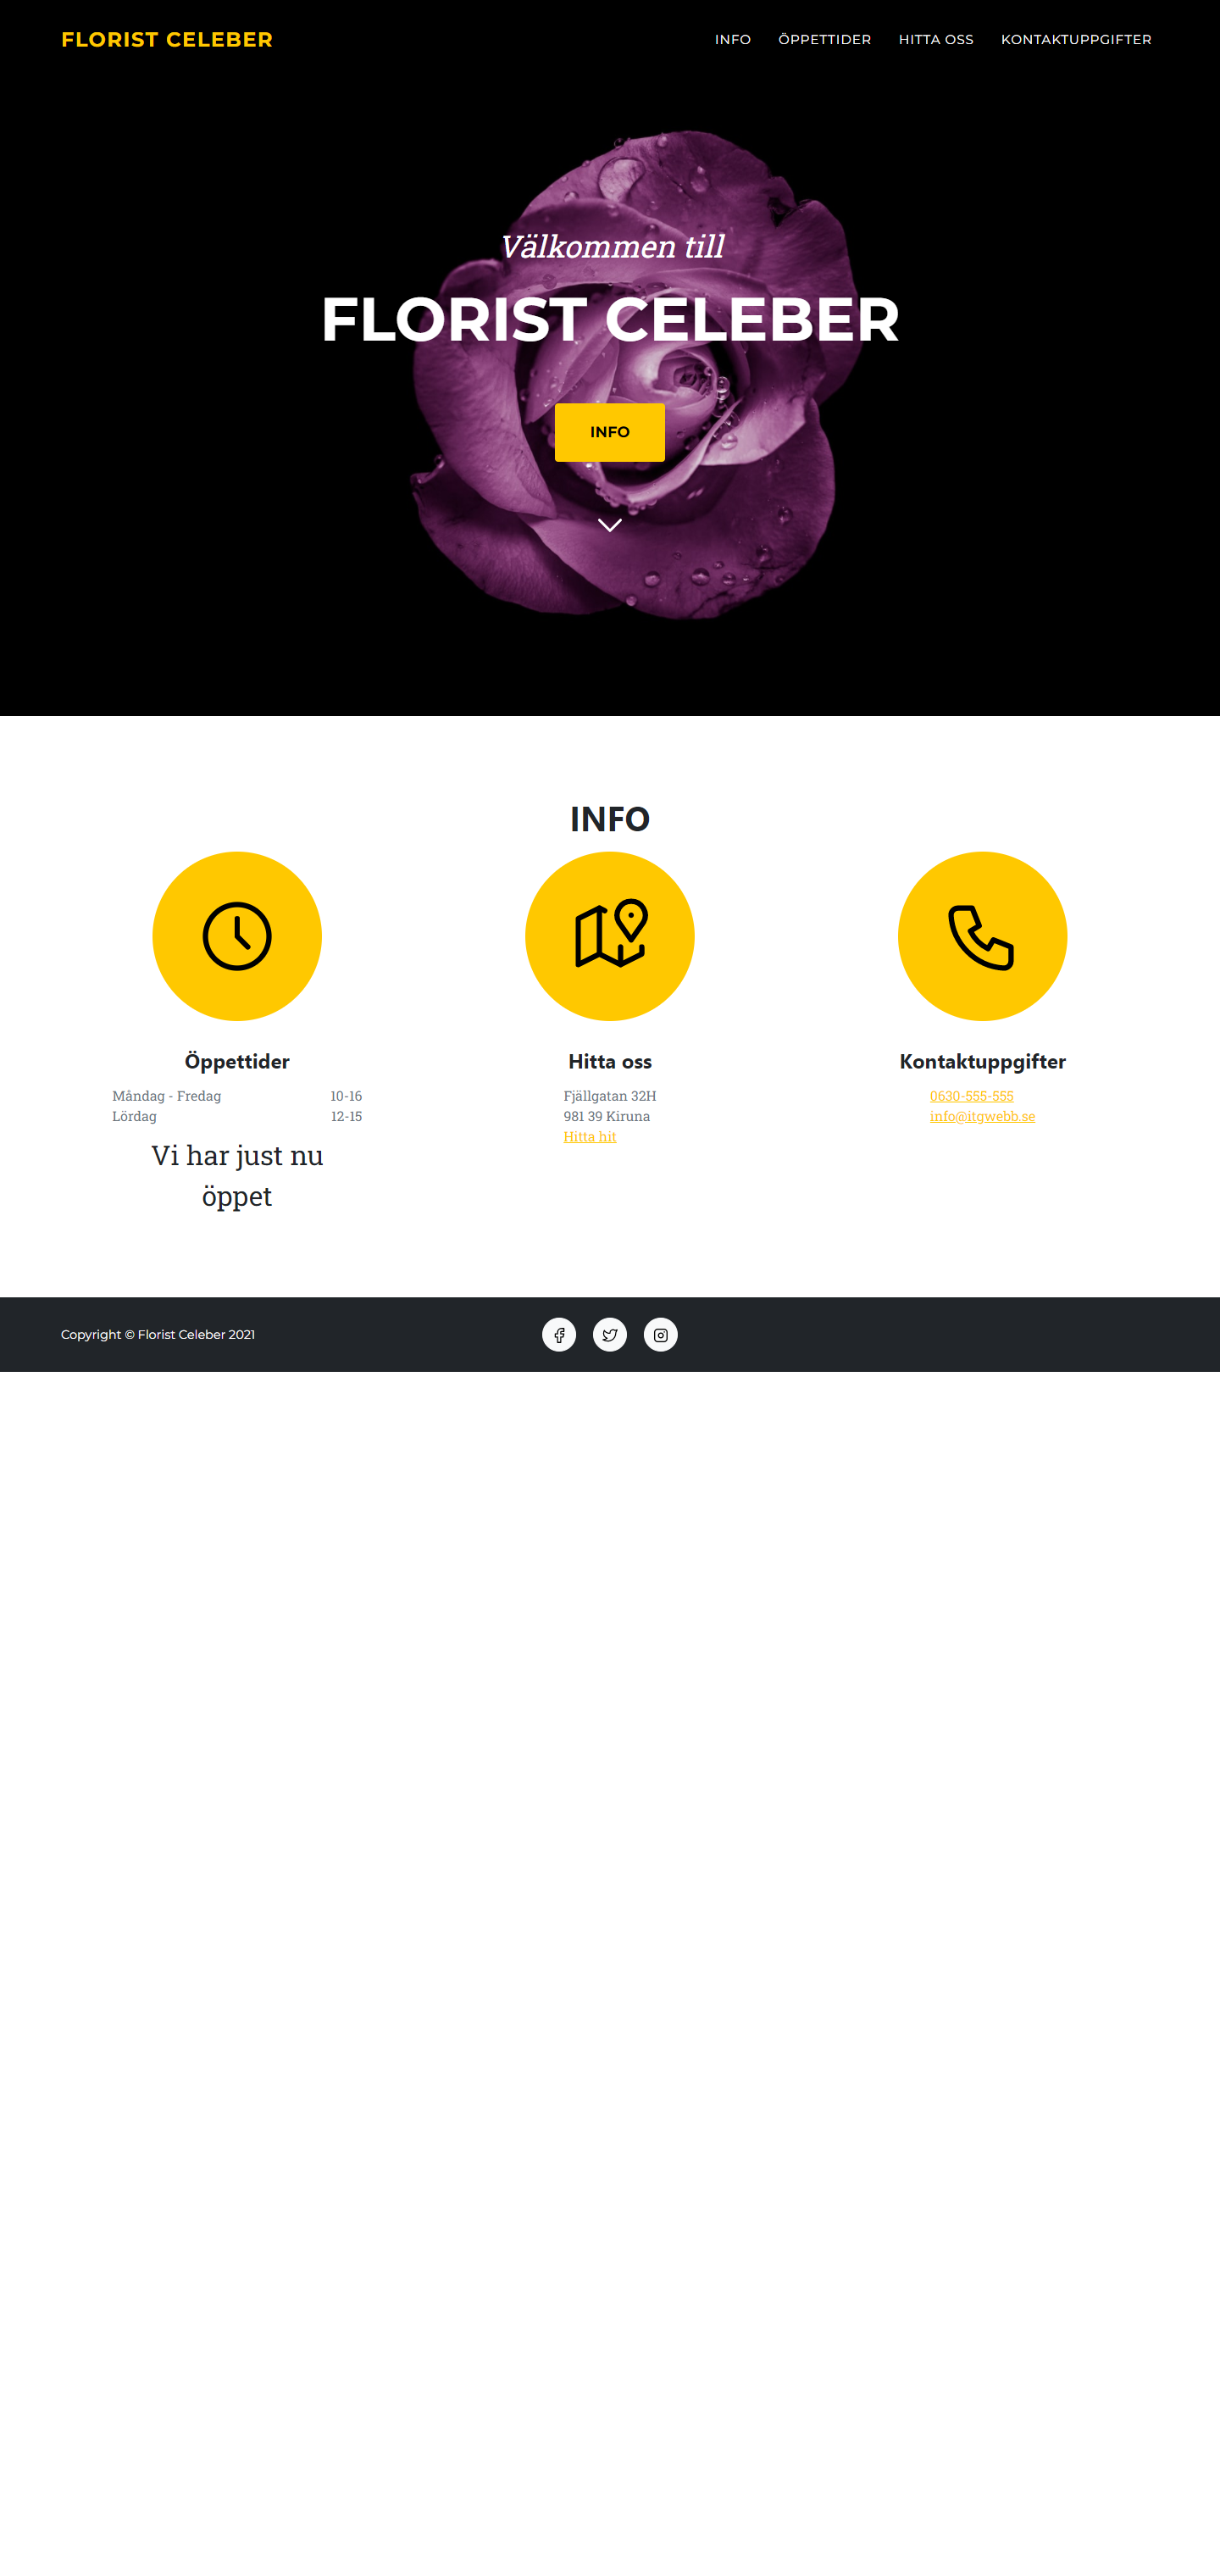 FLORIST CELEBER
INFO ÖPPETTIDER HITTA OSS KONTAKTUPPGIFTER
Välkommen till
FLORIST CELEBER
INFO
INFO
Öppettider
Måndag - Fredag 10-16
Lördag 12-15
Vi har just nu
öppet
Hitta oss
Fjällgatan 32H
981 39 Kiruna
Hitta hit
Kontaktuppgifter
0630-555-555
info@itgwebb.se
Copyright © Florist Celeber 2021